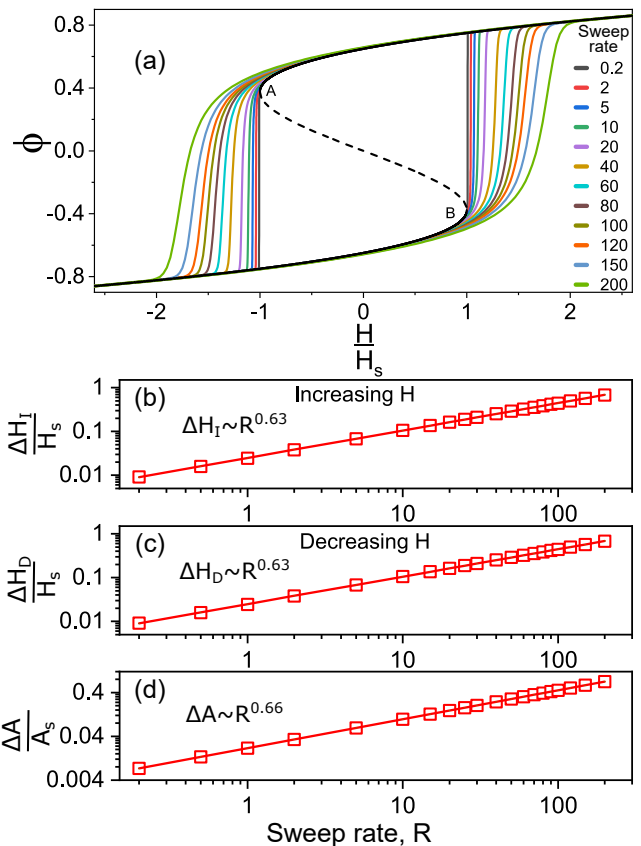 (a)
Sweep
rate
0.2
2
5
10
20
40
60
80
100
120
150
200
0.8
0.4
0.0
-0.4
-0.8
ϕ
A
B
-2 -1 0 1 2
H
H_s
(b) Increasing H
ΔH_I~R^0.63
1
0.1
0.01
ΔH_I
H_s
1 10 100
(c) Decreasing H
ΔH_D~R^0.63
1
0.1
0.01
ΔH_D
H_s
1 10 100
(d)
ΔA~R^0.66
0.4
0.04
0.004
ΔA
A_s
1 10 100
Sweep rate, R